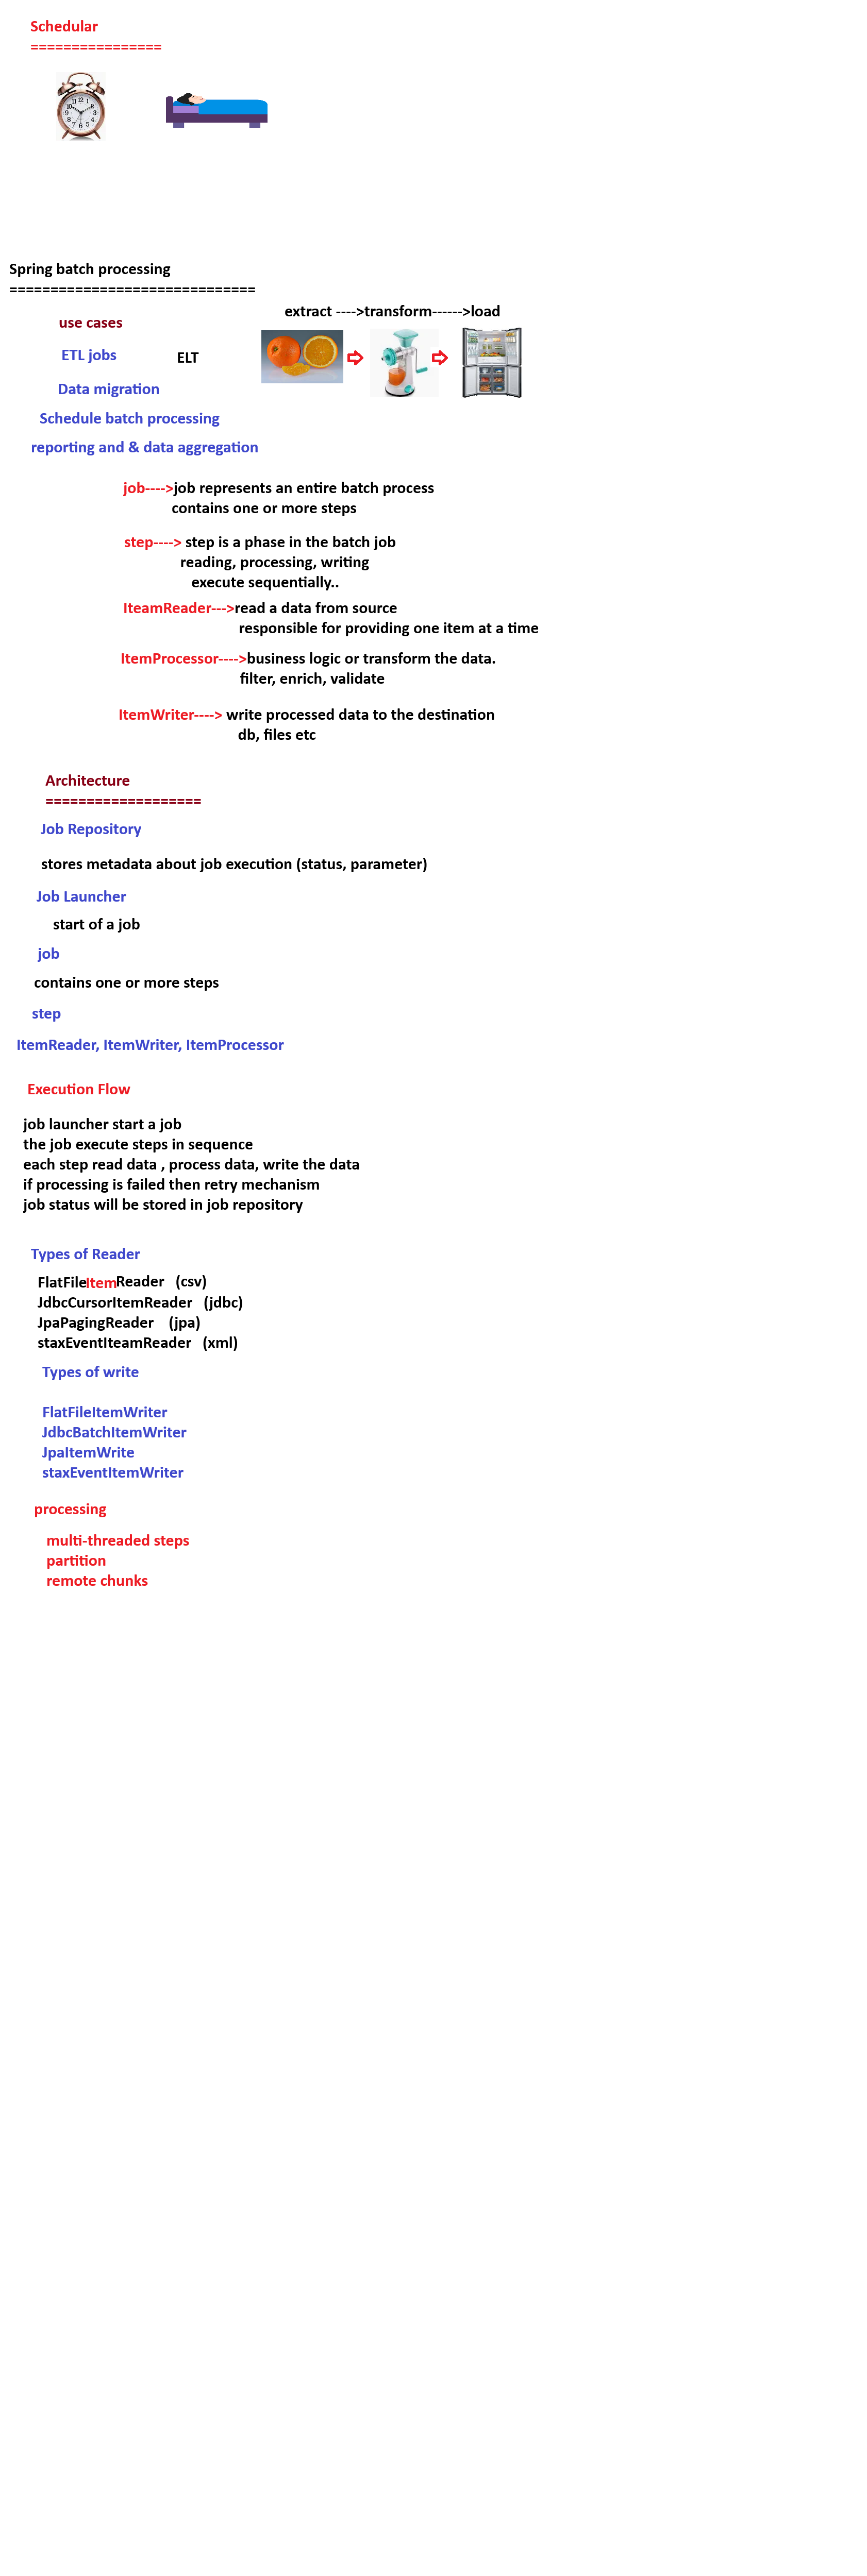 Schedular
================
Spring batch processing
==============================
extract ---->transform------>load
use cases
ETL jobs
ELT
Data migration
Schedule batch processing
reporting and & data aggregation
job---->job represents an entire batch process
contains one or more steps
step----> step is a phase in the batch job
reading, processing, writing
execute sequentially..
IteamReader--->read a data from source
responsible for providing one item at a time
ItemProcessor---->business logic or transform the data.
filter, enrich, validate
ItemWriter----> write processed data to the destination
db, files etc
Architecture
===================
Job Repository
stores metadata about job execution (status, parameter)
Job Launcher
start of a job
job
contains one or more steps
step
ItemReader, ItemWriter, ItemProcessor
Execution Flow
job launcher start a job
the job execute steps in sequence
each step read data , process data, write the data
if processing is failed then retry mechanism
job status will be stored in job repository
Types of Reader
FlatFileItemReader (csv)
JdbcCursorItemReader (jdbc)
JpaPagingReader (jpa)
staxEventIteamReader (xml)
Types of write
FlatFileItemWriter
JdbcBatchItemWriter
JpaItemWrite
staxEventItemWriter
processing
multi-threaded steps
partition
remote chunks